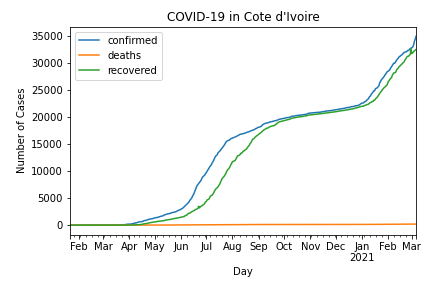 COVID-19 in Cote d'Ivoire
confirmed
deaths
recovered
Number of Cases
35000
30000
25000
20000
15000
10000
5000
0
Feb Mar Apr May Jun Jul Aug Sep Oct Nov Dec Jan Feb Mar
2021
Day